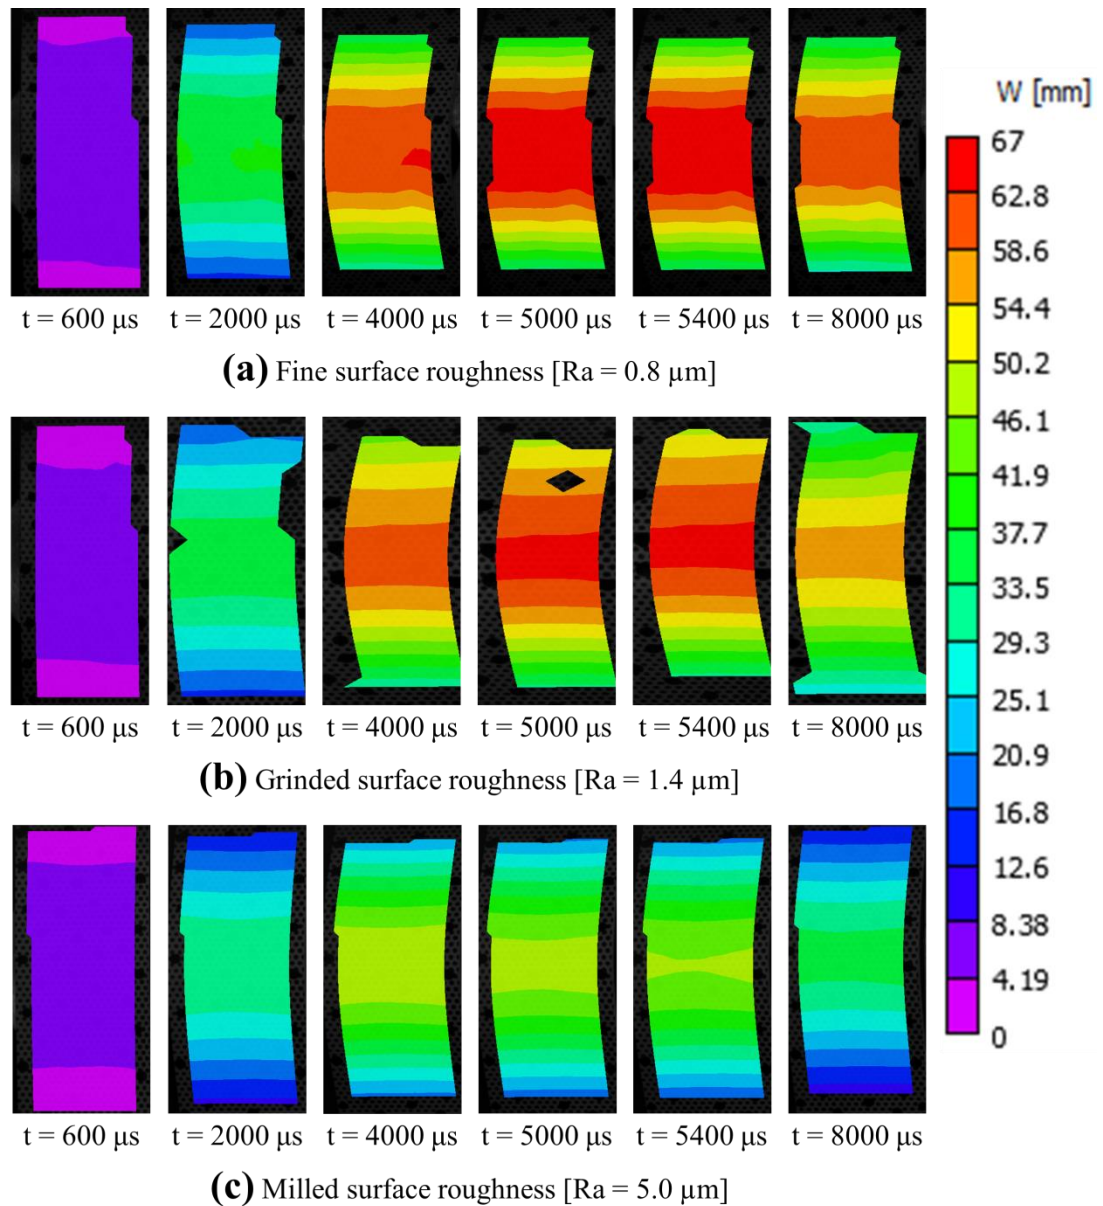 t = 600 µs t = 2000 µs t = 4000 µs t = 5000 µs t = 5400 µs t = 8000 µs
(a) Fine surface roughness [Ra = 0.8 µm]
t = 600 µs t = 2000 µs t = 4000 µs t = 5000 µs t = 5400 µs t = 8000 µs
(b) Grinded surface roughness [Ra = 1.4 µm]
t = 600 µs t = 2000 µs t = 4000 µs t = 5000 µs t = 5400 µs t = 8000 µs
(c) Milled surface roughness [Ra = 5.0 µm]
W [mm]
67
62.8
58.6
54.4
50.2
46.1
41.9
37.7
33.5
29.3
25.1
20.9
16.8
12.6
8.38
4.19
0